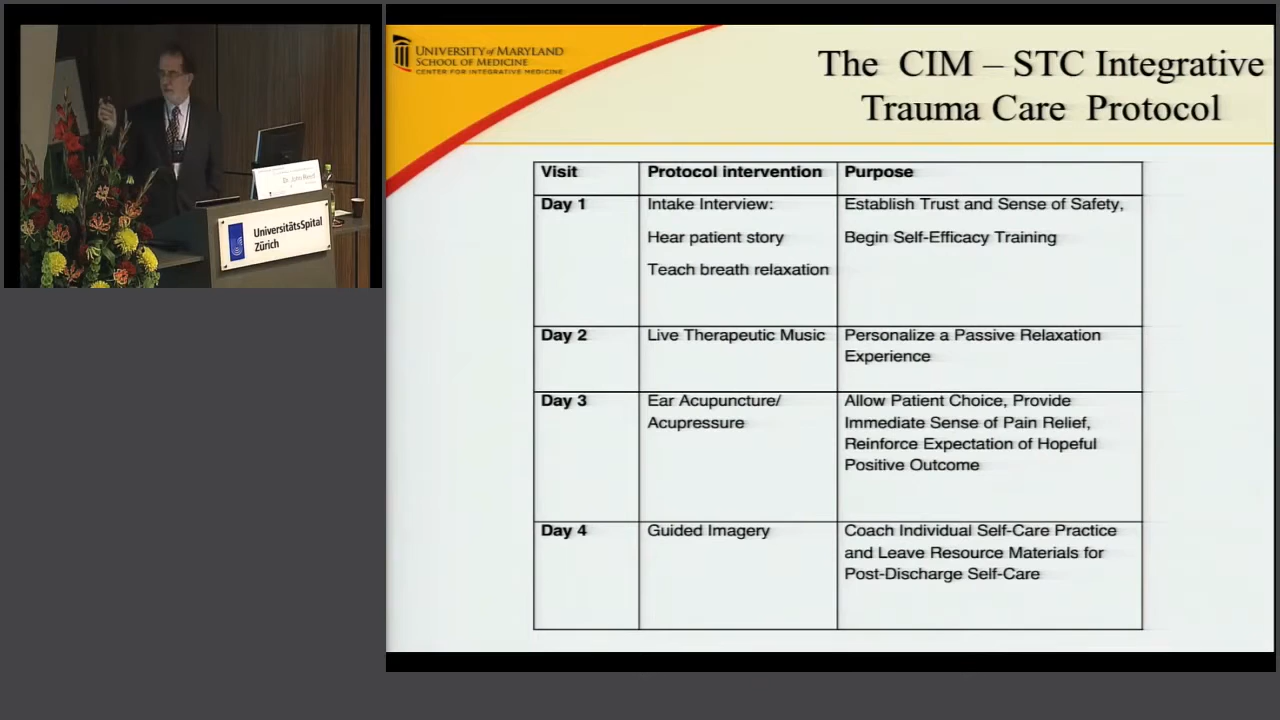 UNIVERSITY of MARYLAND
SCHOOL OF MEDICINE
CENTER FOR INTEGRATIVE MEDICINE
The CIM – STC Integrative
Trauma Care Protocol
Visit
Protocol intervention
Purpose
Day 1
Intake Interview:
Hear patient story
Teach breath relaxation
Establish Trust and Sense of Safety,
Begin Self-Efficacy Training
Day 2
Live Therapeutic Music
Personalize a Passive Relaxation
Experience
Day 3
Ear Acupuncture/
Acupressure
Allow Patient Choice, Provide
Immediate Sense of Pain Relief,
Reinforce Expectation of Hopeful
Positive Outcome
Day 4
Guided Imagery
Coach Individual Self-Care Practice
and Leave Resource Materials for
Post-Discharge Self-Care
Dr. John Reed
UniversitätsSpital
Zürich